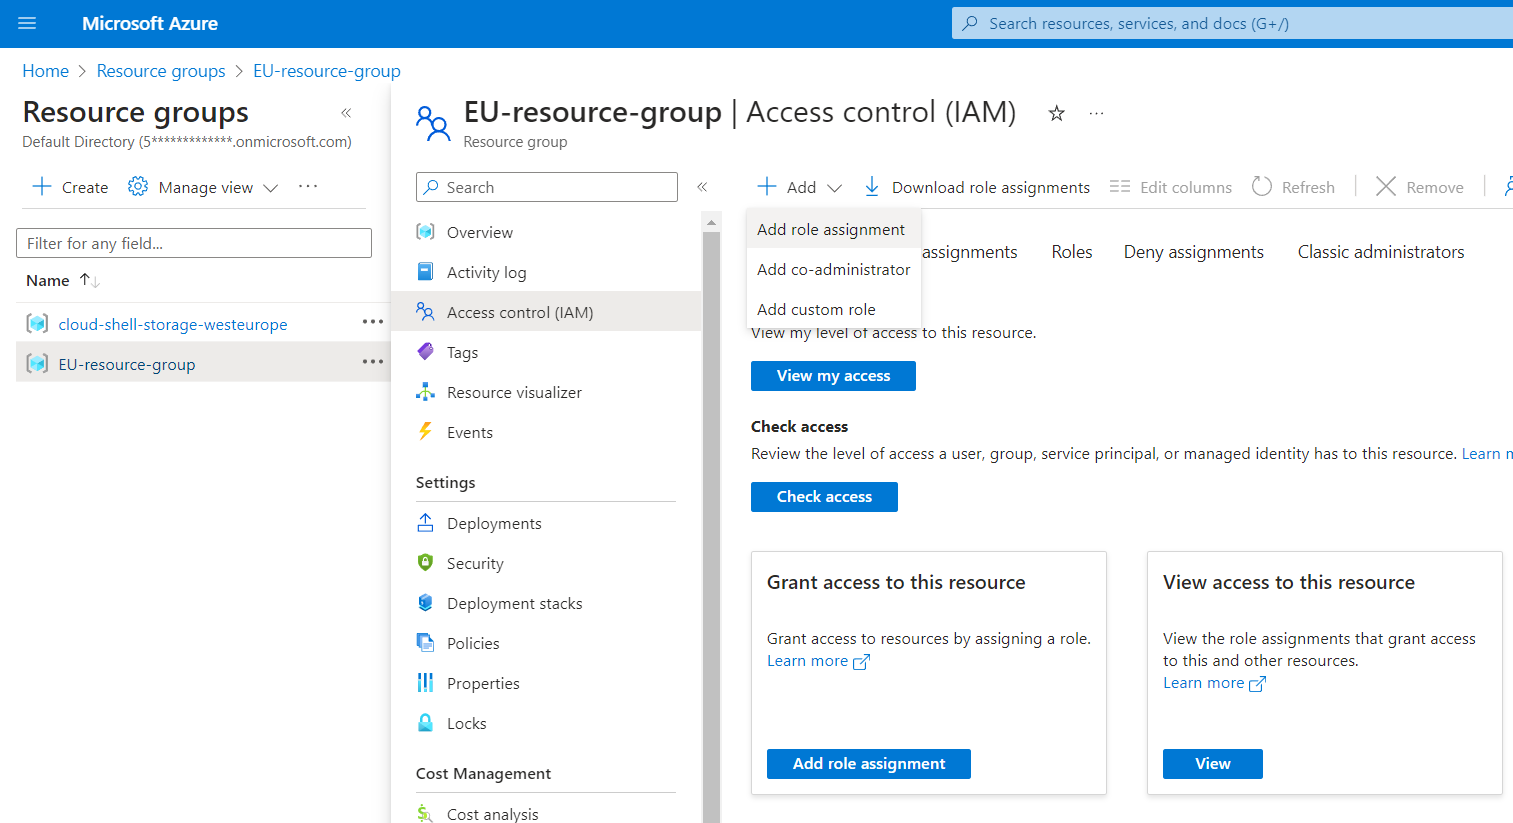 Microsoft Azure
Search resources, services, and docs (G+/)
Home > Resource groups > EU-resource-group
Resource groups
Default Directory (5*************.onmicrosoft.com)
Create
Manage view
Filter for any field...
Name
cloud-shell-storage-westeurope
EU-resource-group
EU-resource-group | Access control (IAM)
Resource group
Search
Overview
Activity log
Access control (IAM)
Tags
Resource visualizer
Events
Settings
Deployments
Security
Deployment stacks
Policies
Properties
Locks
Cost Management
Cost analysis
Add
Download role assignments
Edit columns
Refresh
Remove
Add role assignment
Add co-administrator
Add custom role
assignments
Roles
Deny assignments
Classic administrators
View my level of access to this resource.
View my access
Check access
Review the level of access a user, group, service principal, or managed identity has to this resource. Learn
Check access
Grant access to this resource
Grant access to resources by assigning a role.
Learn more
Add role assignment
View access to this resource
View the role assignments that grant access
to this and other resources.
Learn more
View